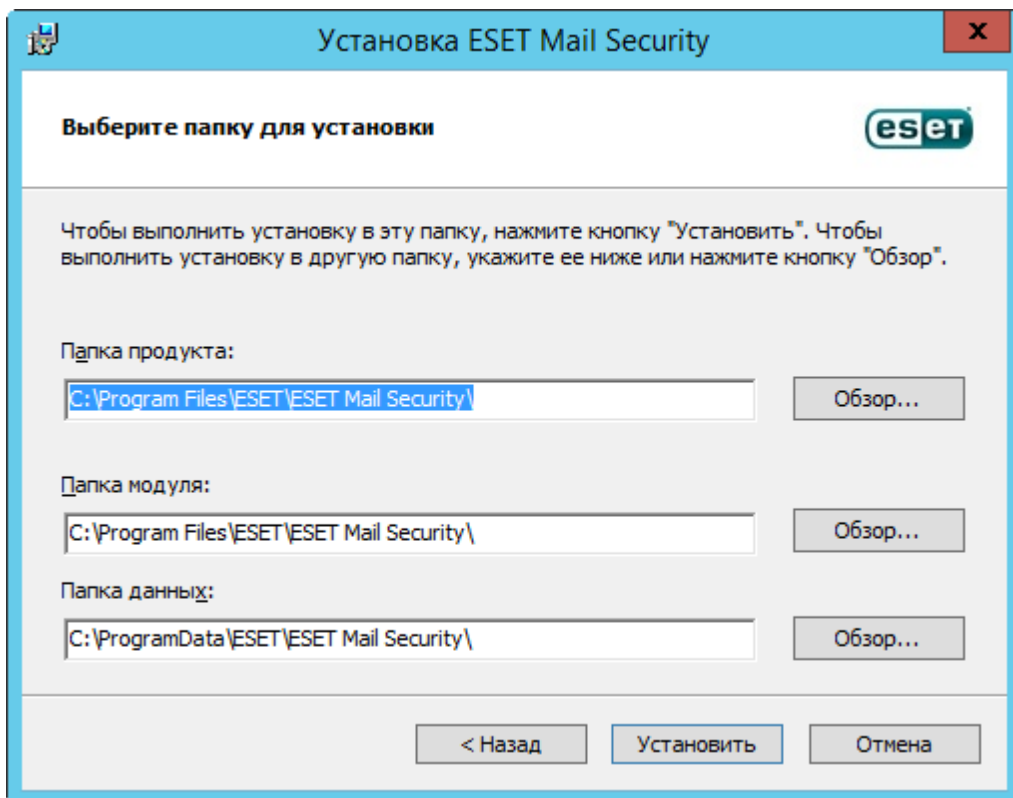 Установка ESET Mail Security
x
Выберите папку для установки
eset
Чтобы выполнить установку в эту папку, нажмите кнопку "Установить". Чтобы
выполнить установку в другую папку, укажите ее ниже или нажмите кнопку "Обзор".
Папка продукта:
C:\Program Files\ESET\ESET Mail Security\
Обзор...
Папка модуля:
C:\Program Files\ESET\ESET Mail Security\
Обзор...
Папка данных:
C:\ProgramData\ESET\ESET Mail Security\
Обзор...
< Назад
Установить
Отмена